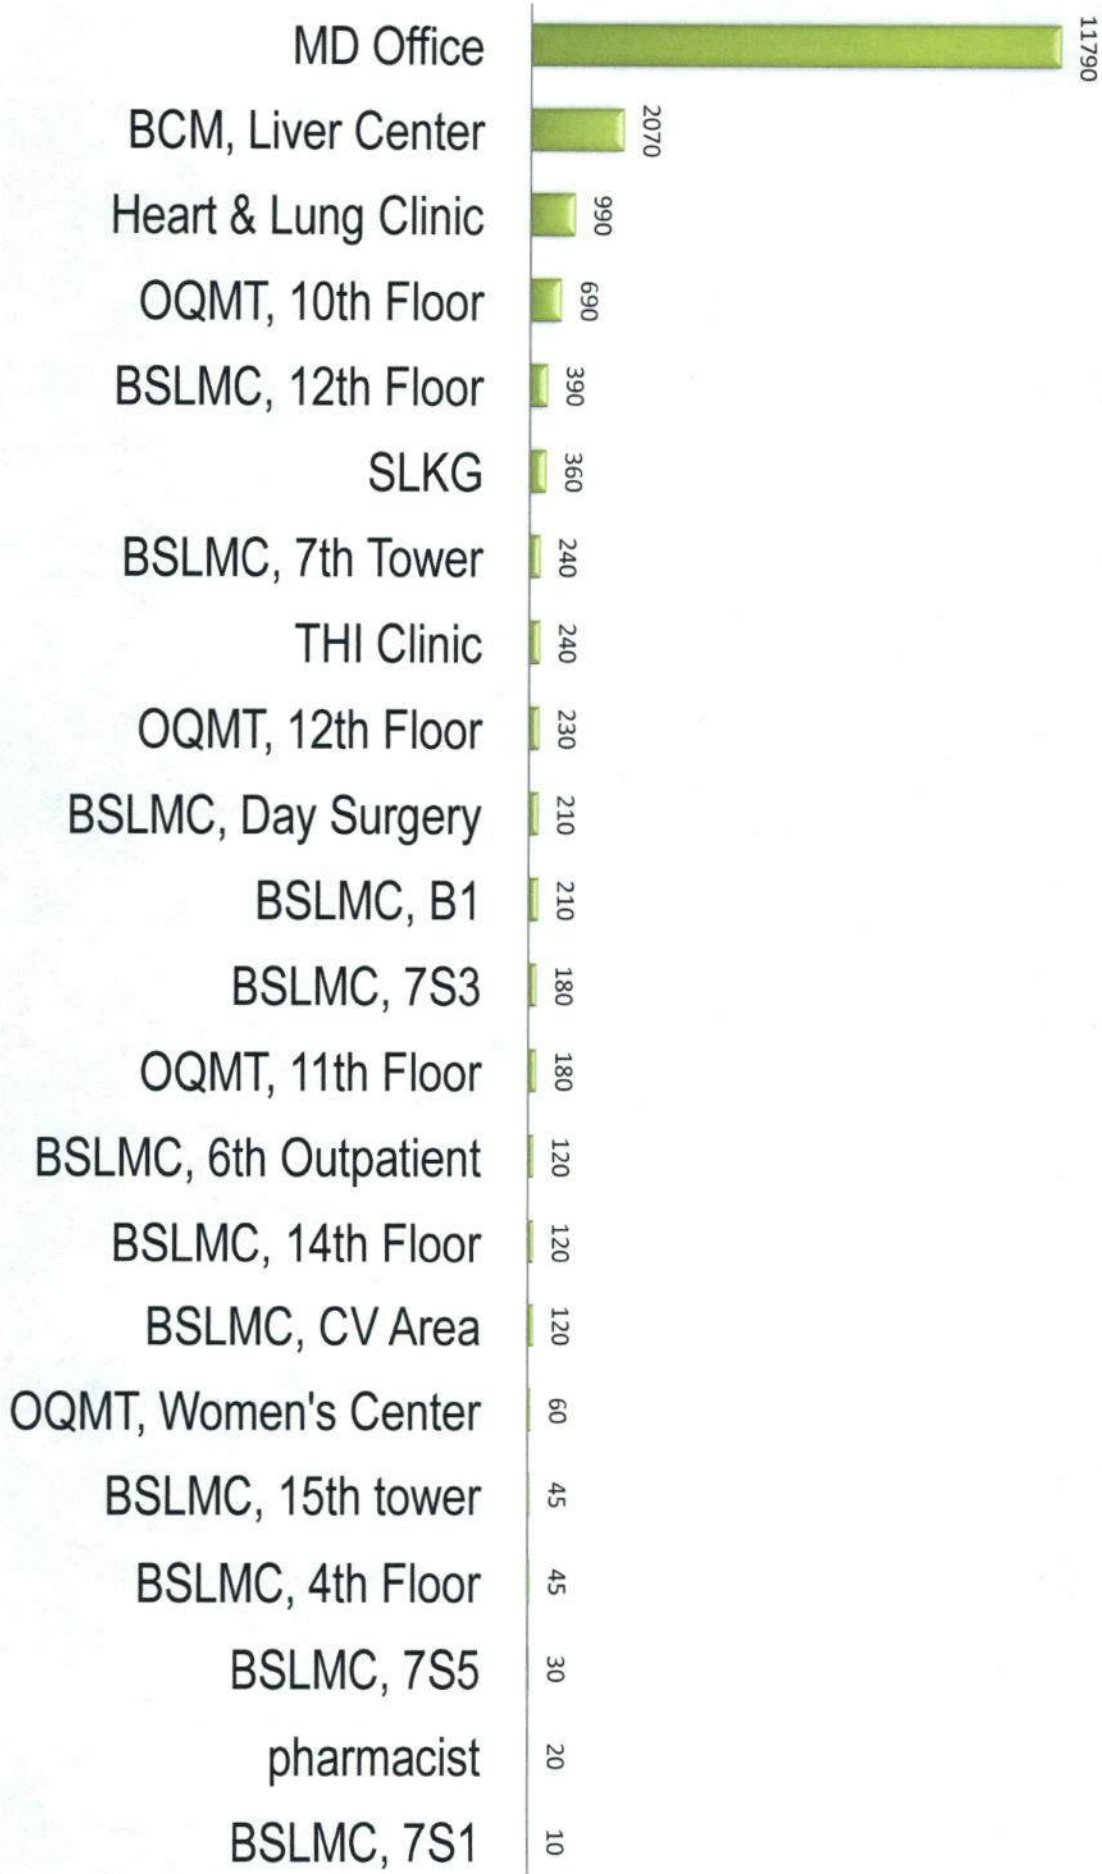 MD Office 11790
BCM, Liver Center 2070
Heart & Lung Clinic 990
OQMT, 10th Floor 690
BSLMC, 12th Floor 390
SLKG 360
BSLMC, 7th Tower 240
THI Clinic 240
OQMT, 12th Floor 230
BSLMC, Day Surgery 210
BSLMC, B1 210
BSLMC, 7S3 180
OQMT, 11th Floor 180
BSLMC, 6th Outpatient 120
BSLMC, 14th Floor 120
BSLMC, CV Area 120
OQMT, Women's Center 60
BSLMC, 15th tower 45
BSLMC, 4th Floor 45
BSLMC, 7S5 30
pharmacist 20
BSLMC, 7S1 10